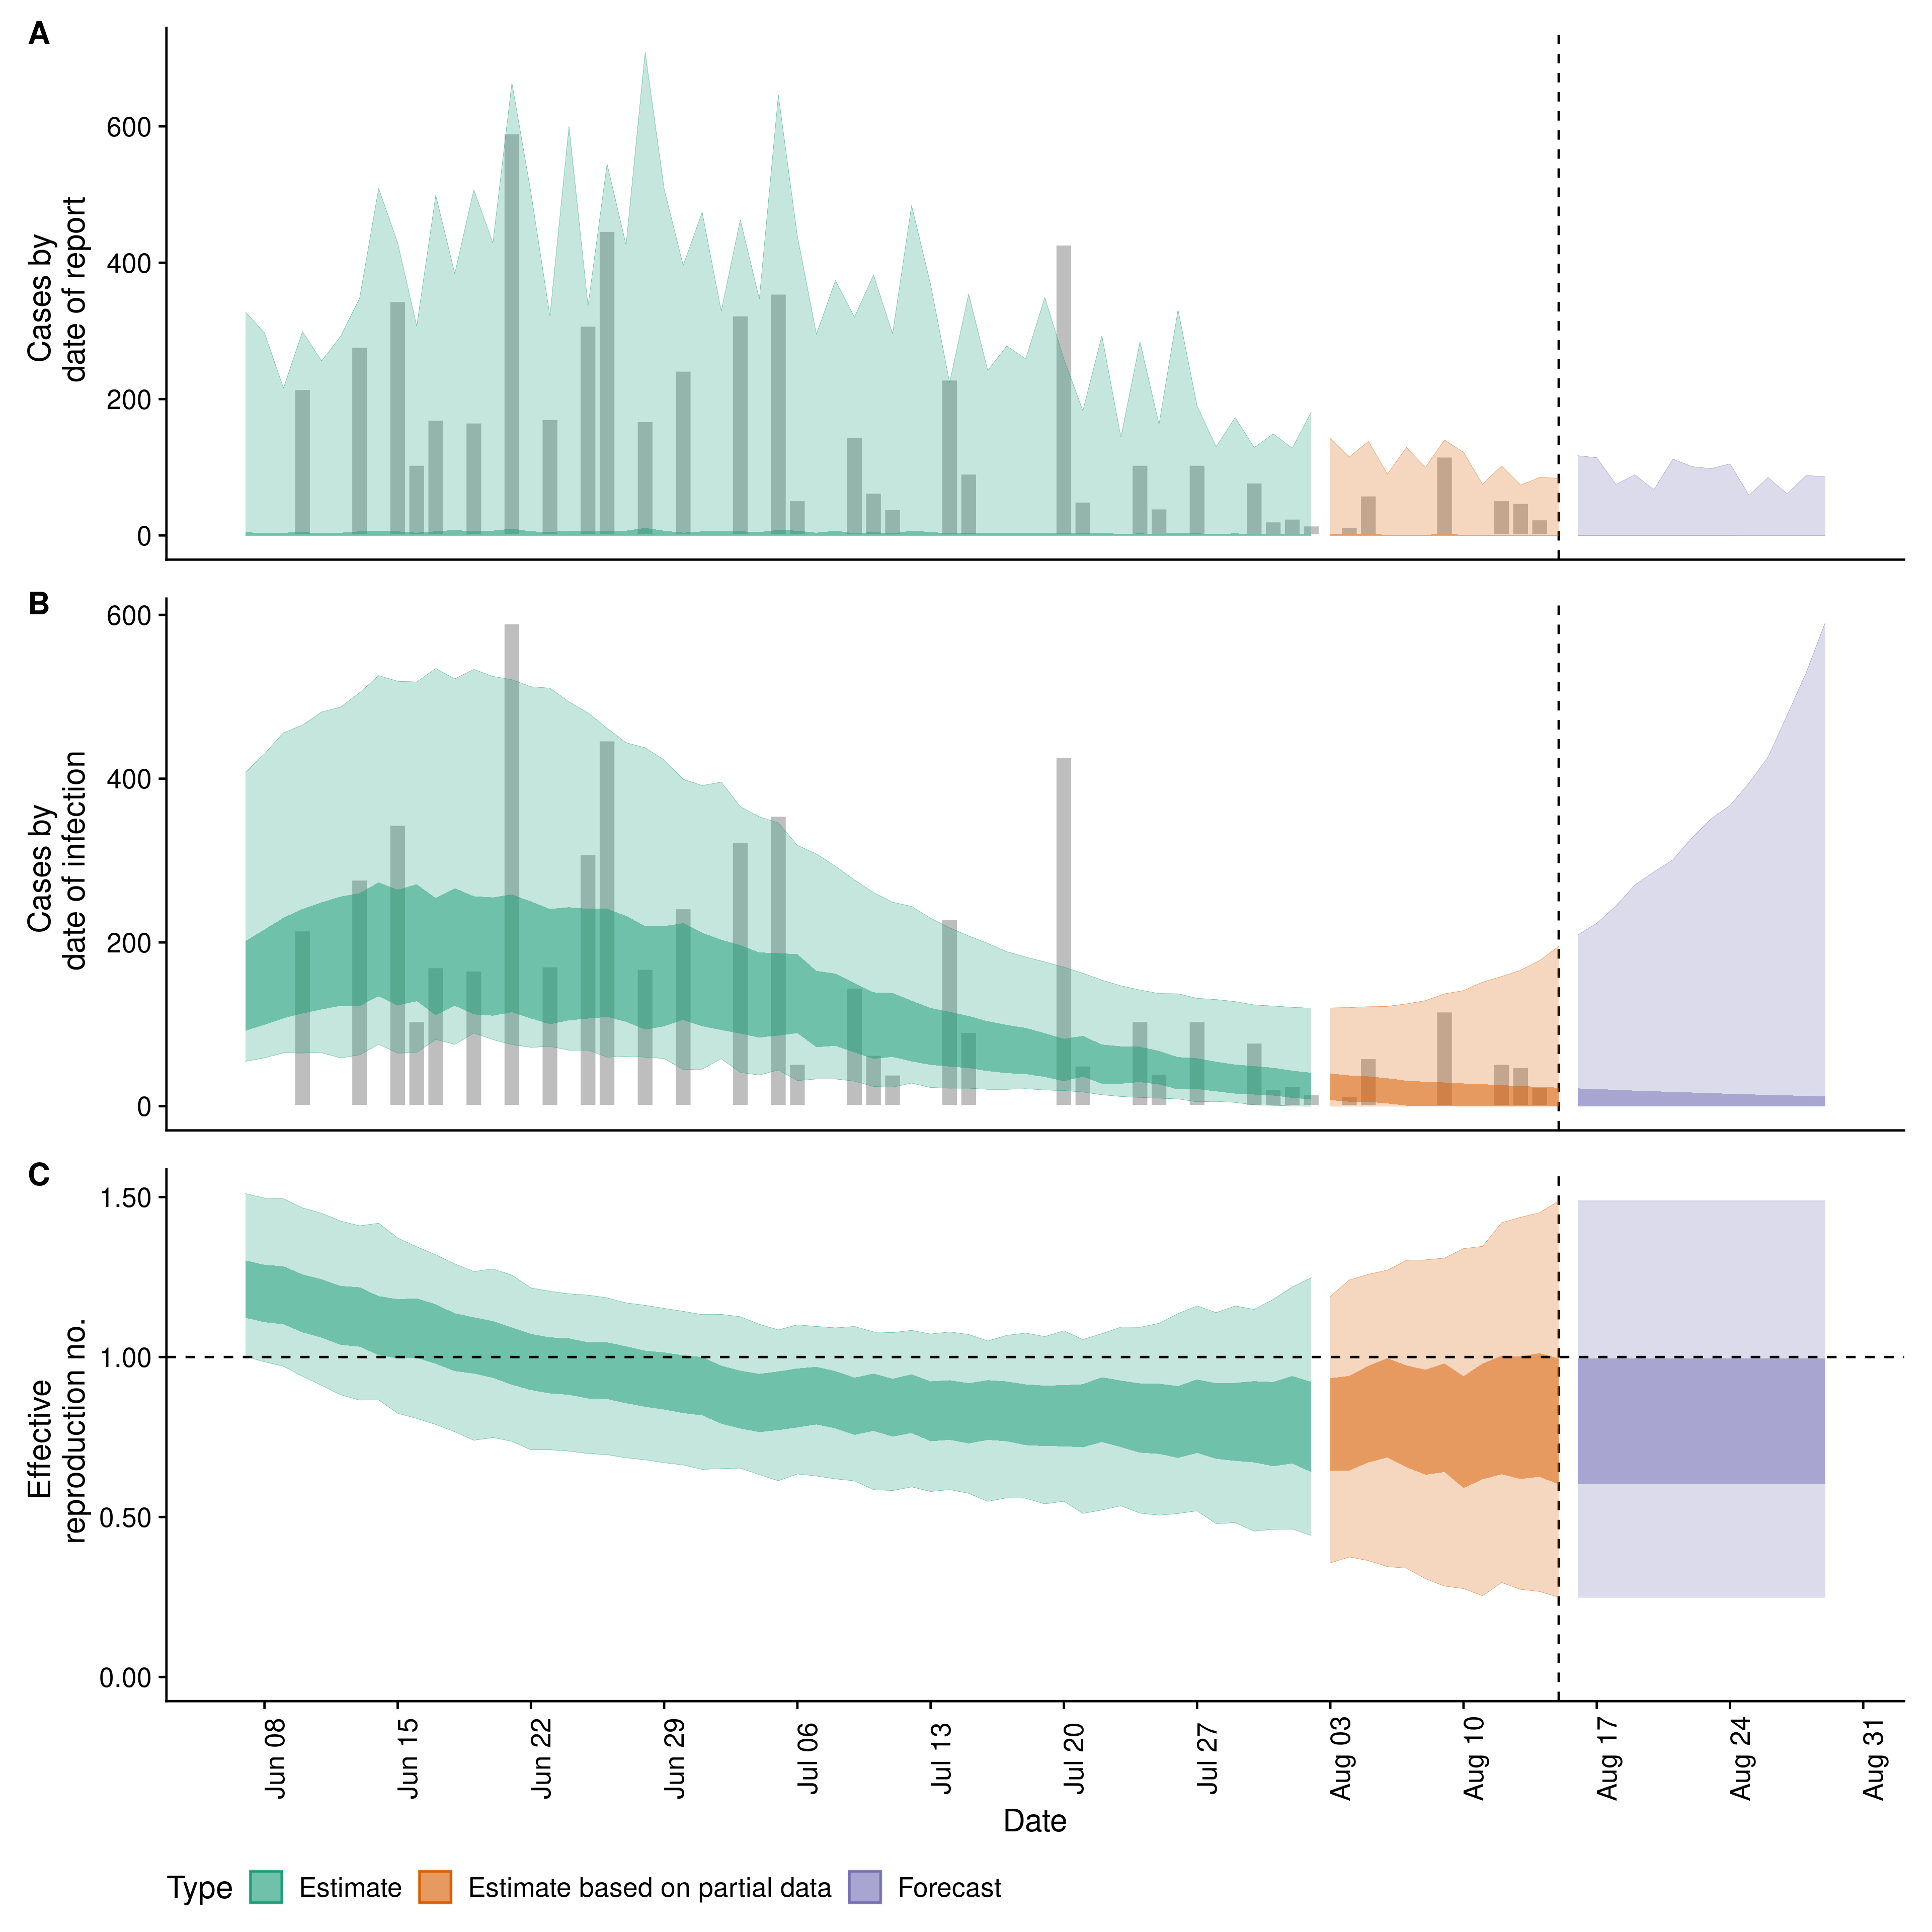 A
Cases by
date of report
600
400
200
0
B
Cases by
date of infection
600
400
200
0
C
Effective
reproduction no.
1.50
1.00
0.50
0.00
Jun 08
Jun 15
Jun 22
Jun 29
Jul 06
Jul 13
Jul 20
Jul 27
Aug 03
Aug 10
Aug 17
Aug 24
Aug 31
Date
Type Estimate Estimate based on partial data Forecast